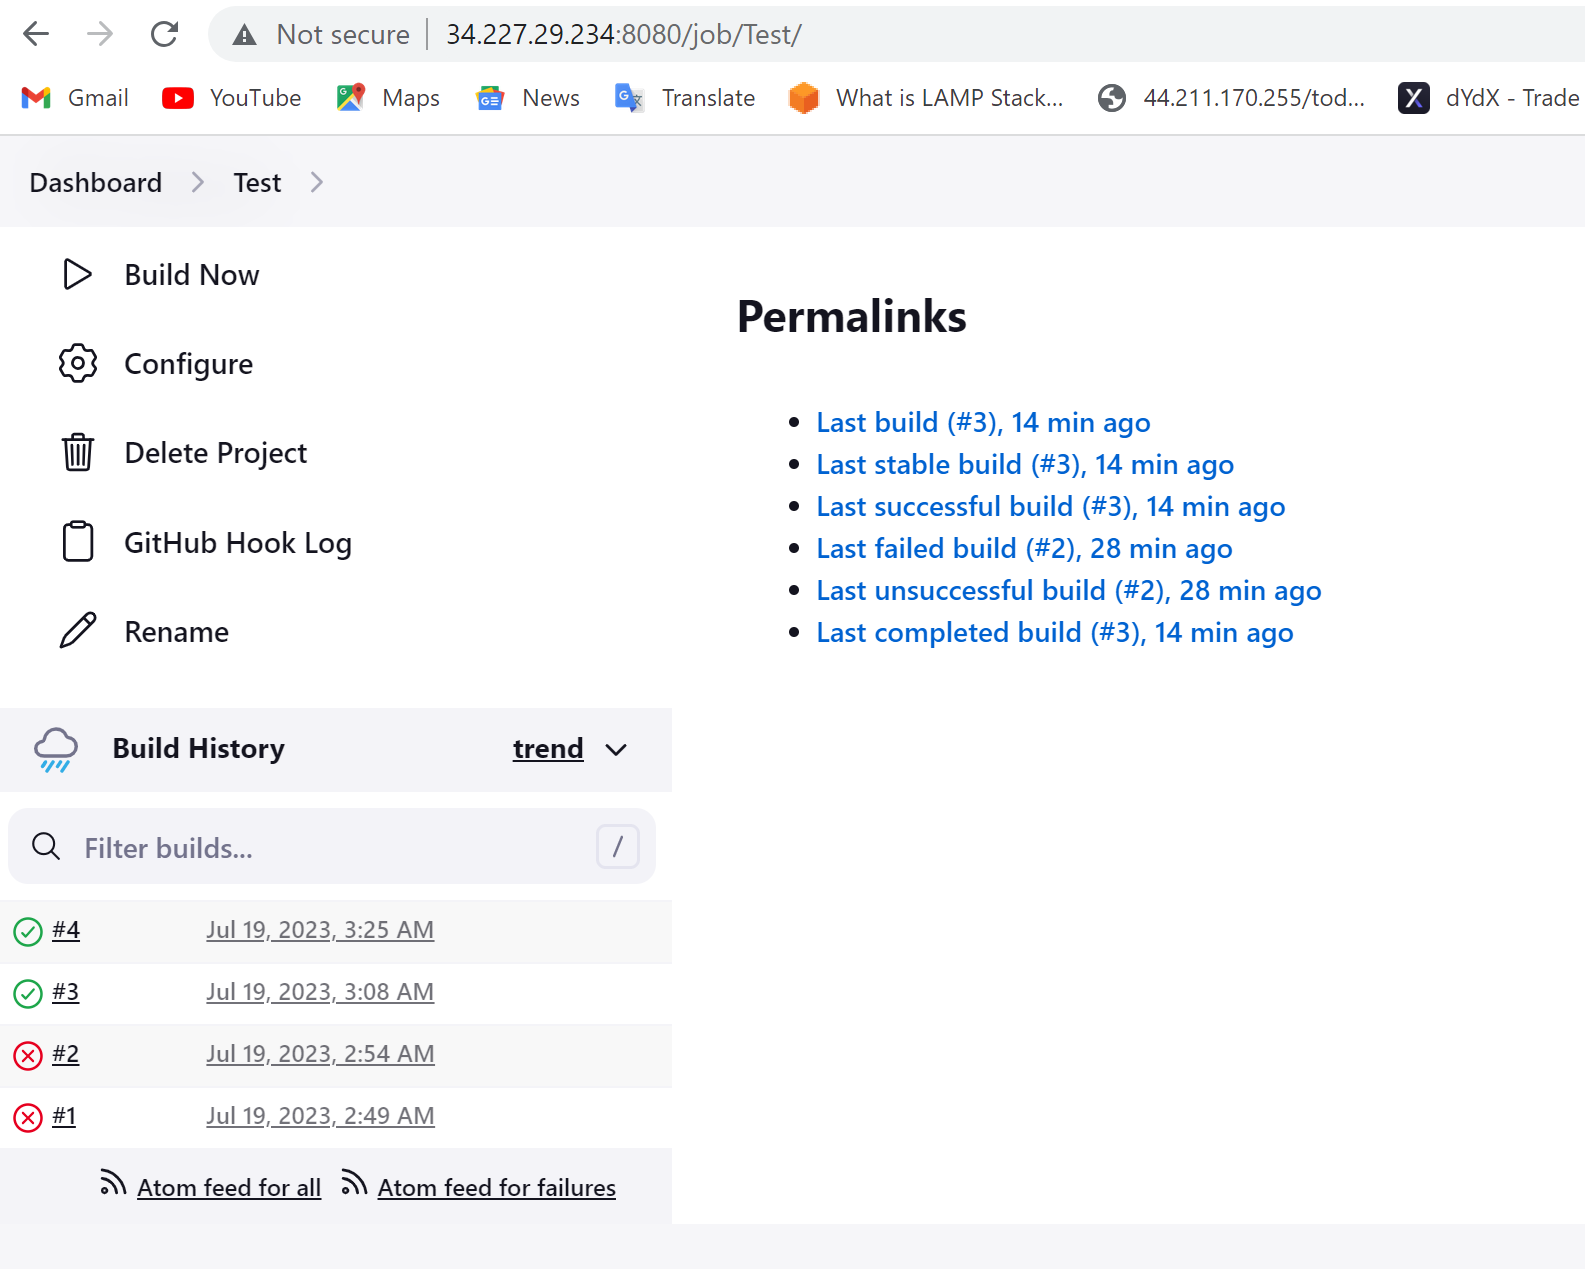 Not secure | 34.227.29.234:8080/job/Test/
Gmail YouTube Maps News Translate What is LAMP Stack... 44.211.170.255/tod... dYdX - Trade
Dashboard Test
Build Now
Configure
Delete Project
GitHub Hook Log
Rename
Permalinks
Last build (#3), 14 min ago
Last stable build (#3), 14 min ago
Last successful build (#3), 14 min ago
Last failed build (#2), 28 min ago
Last unsuccessful build (#2), 28 min ago
Last completed build (#3), 14 min ago
Build History trend
Filter builds... /
#4 Jul 19, 2023, 3:25 AM
#3 Jul 19, 2023, 3:08 AM
#2 Jul 19, 2023, 2:54 AM
#1 Jul 19, 2023, 2:49 AM
Atom feed for all Atom feed for failures